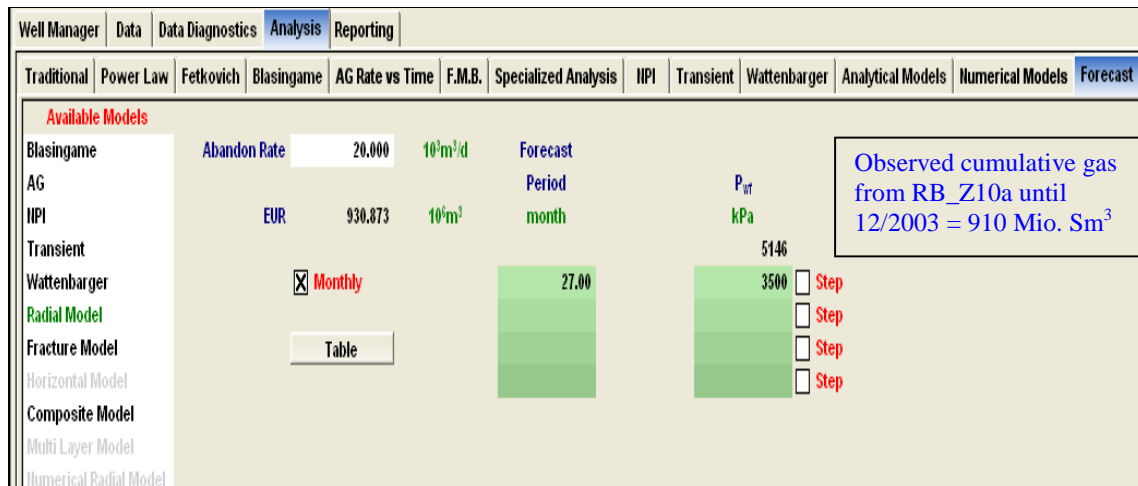 Well Manager Data Data Diagnostics Analysis Reporting
Traditional Power Law Fetkovich Blasingame AG Rate vs Time F.M.B. Specialized Analysis NPI Transient Wattenbarger Analytical Models Numerical Models Forecast
Available Models
Blasingame Abandon Rate 20.000 10³m³/d Forecast
AG Period Pwf
NPI EUR 930.873 10⁶m³ month kPa
Transient 5146
Wattenbarger Monthly 27.00 3500 Step
Radial Model Step
Fracture Model Table Step
Horizontal Model Step
Composite Model
Multi Layer Model
Numerical Radial Model
Observed cumulative gas
from RB_Z10a until
12/2003 = 910 Mio. Sm³